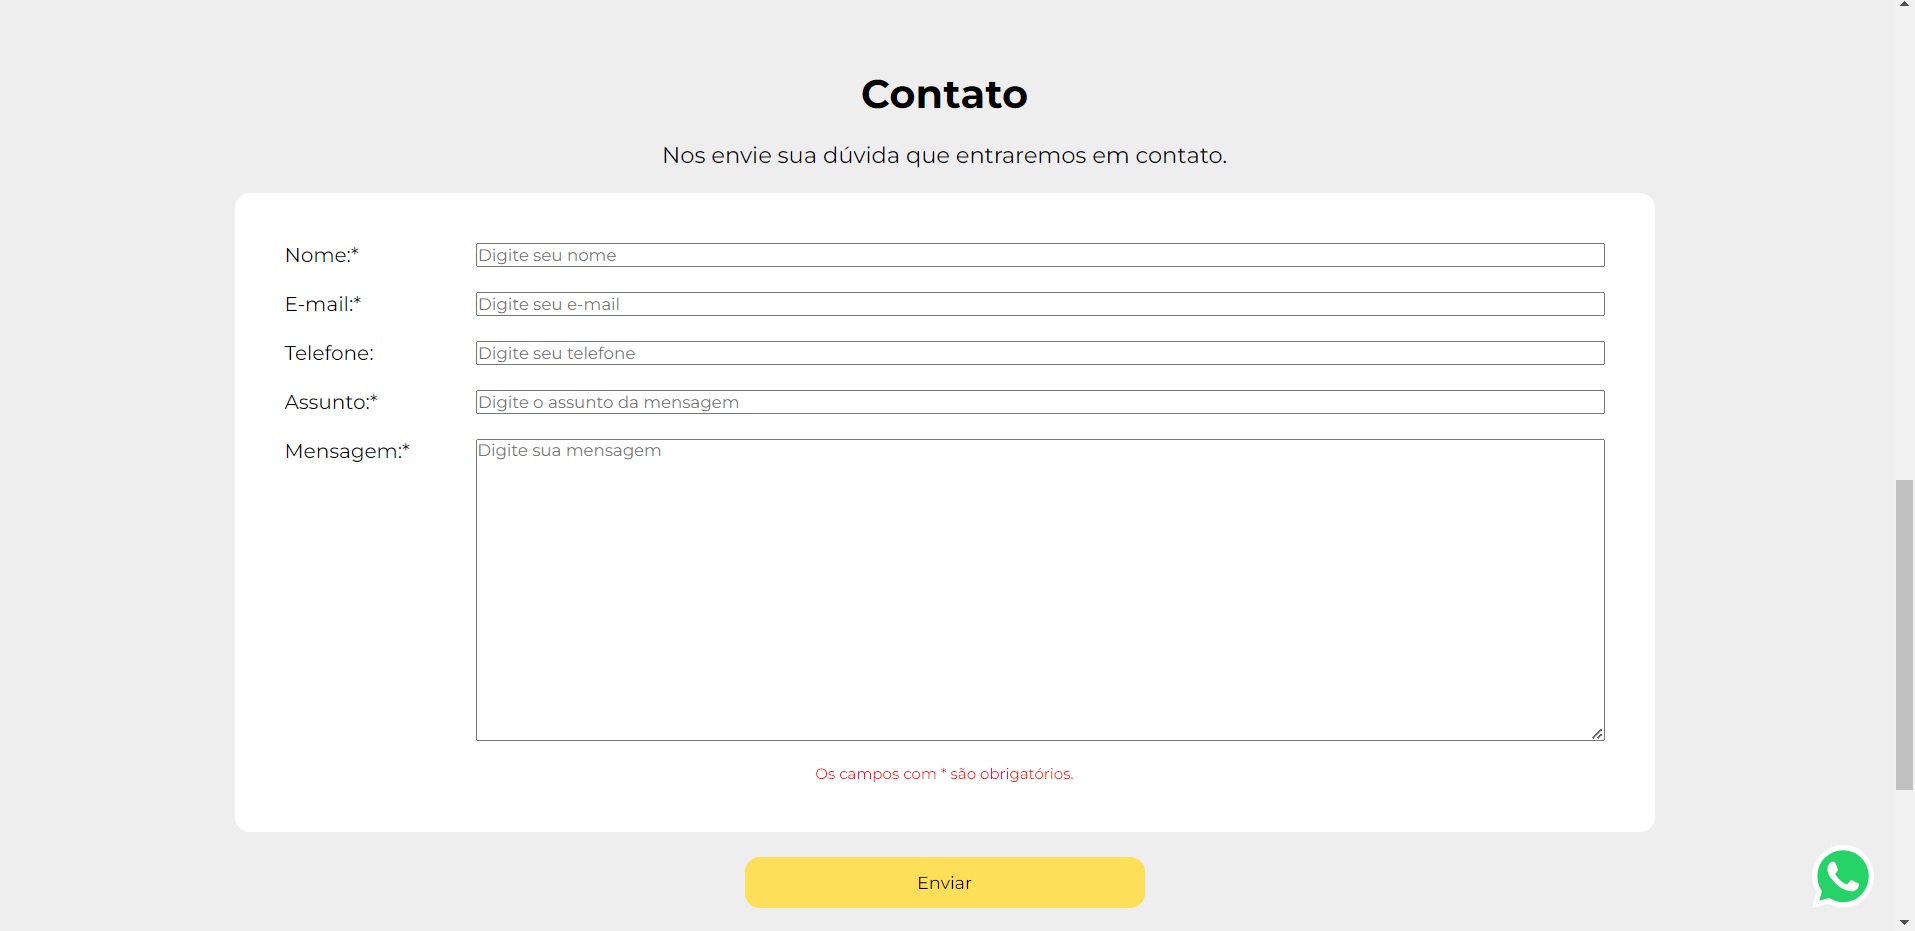 Contato
Nos envie sua dúvida que entraremos em contato.
Nome:* Digite seu nome
E-mail:* Digite seu e-mail
Telefone: Digite seu telefone
Assunto:* Digite o assunto da mensagem
Mensagem:* Digite sua mensagem
Os campos com * são obrigatórios.
Enviar